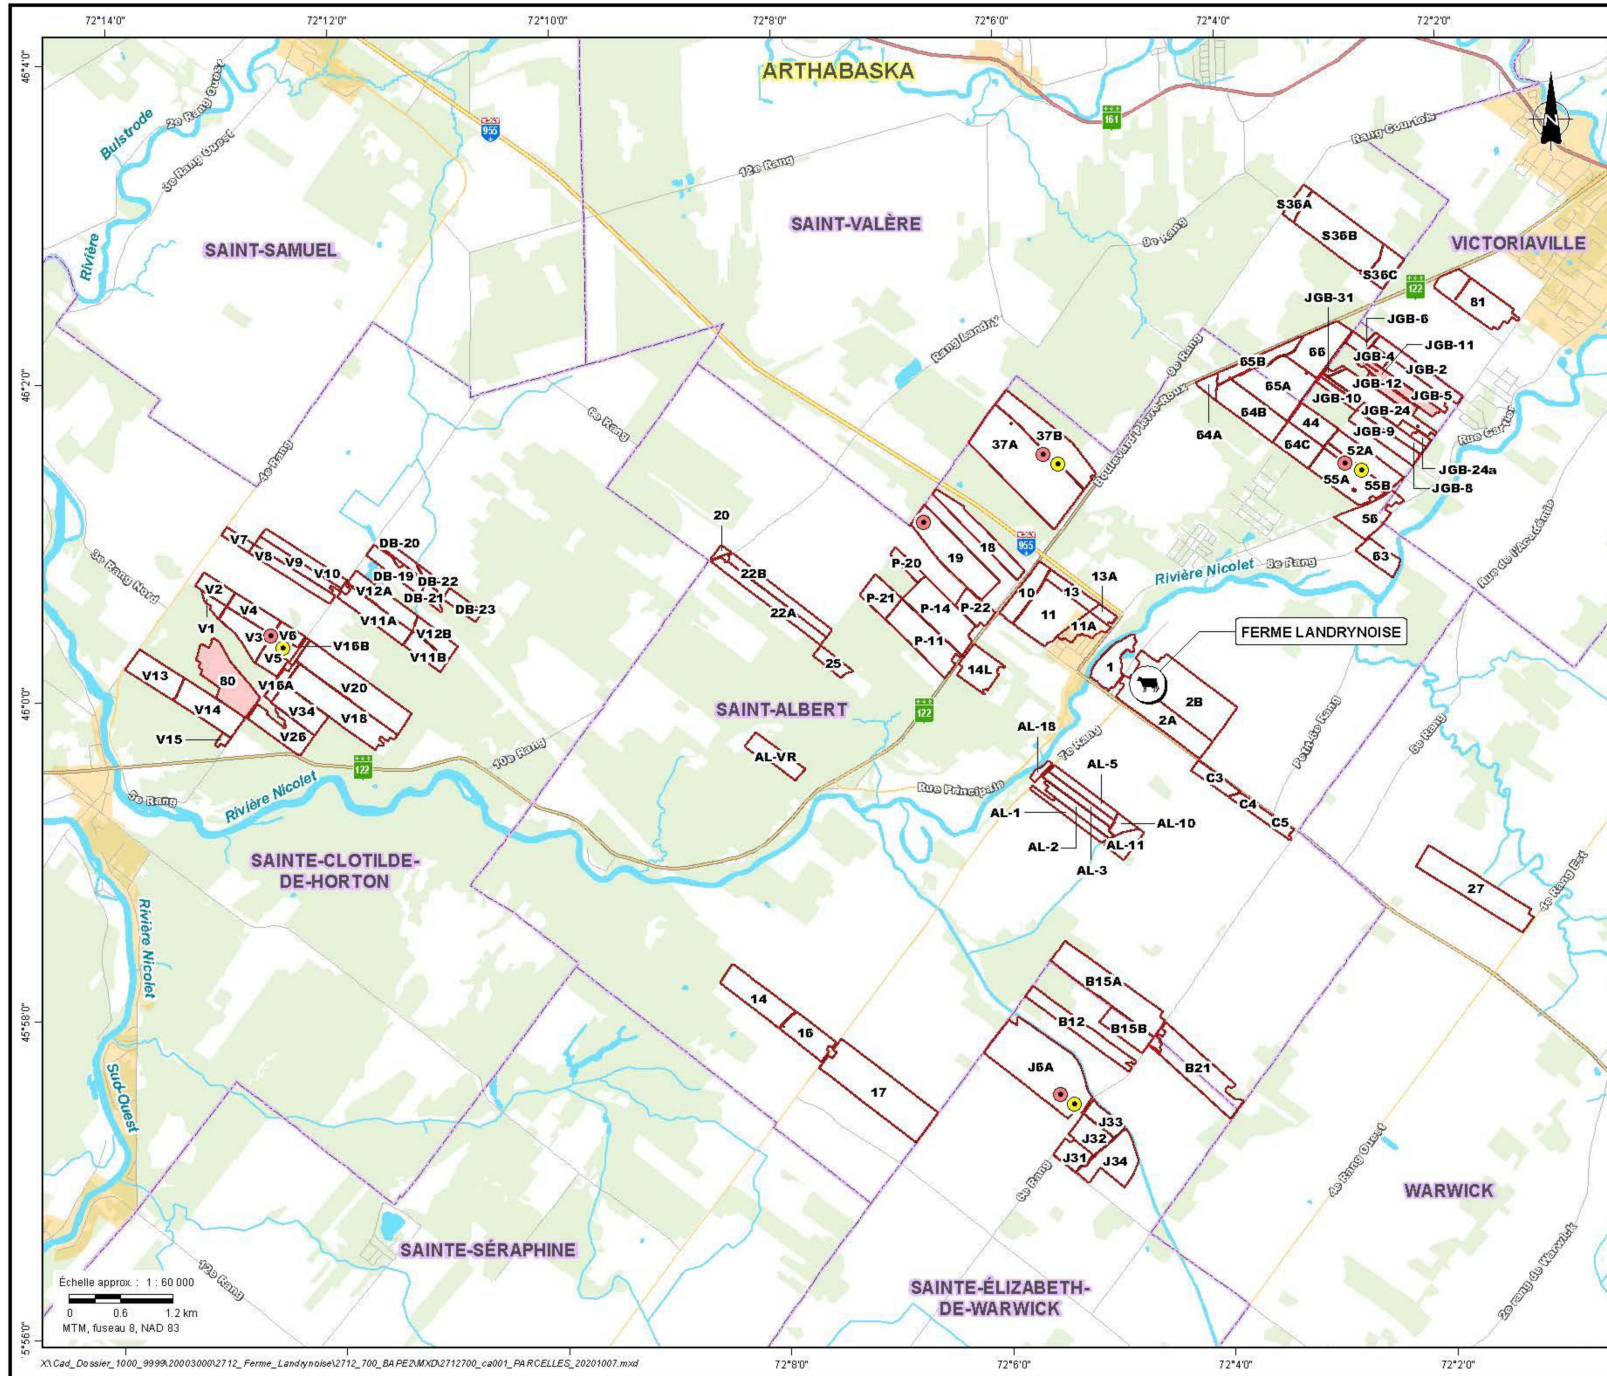 72°14'0"
72°12'0"
72°10'0"
72°8'0"
72°6'0"
72°4'0"
72°2'0"
46°4'0"
ARTHABASKA
161
955
Bulstrode
2e Rang Ouest
3e Rang Ouest
Rivière
12e Rang
Rang Courtois
N
SAINT-SAMUEL
SAINT-VALÈRE
9e Rang
S36A
S36B
S36C
VICTORIAVILLE
122
81
JGB-31
JGB-6
JGB-11
JGB-4
JGB-2
JGB-12
JGB-5
JGB-10
JGB-24
JGB-9
JGB-24a
JGB-8
Rang Landry
9e Rang
66
65B
65A
64B
64A
64C
44
52A
55A
55B
56
63
Rue Cartier
46°2'0"
6e Rang
4e Rang
Boulevard Pierre-Roux
37A
37B
Rue de l'Académie
8e Rang
Rivière Nicolet
955
3e Rang Nord
V7
V8
V9
V10
DB-20
DB-19
DB-22
DB-21
DB-23
V12A
V11A
V12B
V11B
V2
V1
V4
V3
V6
V5
V16B
V16A
V20
V18
V34
V26
80
V13
V14
V15
20
22B
22A
25
18
19
P-20
P-21
P-14
P-22
P-11
14L
10
11
13
13A
11A
1
2B
2A
FERME LANDRYNOISE
46°0'0"
SAINT-ALBERT
122
AL-VR
10e Rang
122
5e Rang
Rivière Nicolet
Rue Principale
7e Rang
AL-18
AL-5
AL-1
AL-10
AL-2
AL-11
AL-3
Petit-6e Rang
6e Rang
C3
C4
C5
27
4e Rang Est
SAINTE-CLOTILDE-
DE-HORTON
Rivière Nicolet
Sud-Ouest
45°58'0"
14
16
17
B15A
B12
B15B
B21
J6A
J33
J32
J31
J34
6e Rang
4e Rang Ouest
WARWICK
SAINTE-SÉRAPHINE
12e Rang
SAINTE-ÉLIZABETH-
DE-WARWICK
2e rang de Warwick
Échelle approx. : 1 : 60 000
0 0.6 1.2 km
MTM, fuseau 8, NAD 83
5°56'0"
X:\Cad_Dossier_1000_9999\20003000\2712_Ferme_Landrynoise\2712_700_BAPE2\MXD\2712700_ca001_PARCELLES_20201007.mxd
72°8'0"
72°6'0"
72°4'0"
72°2'0"